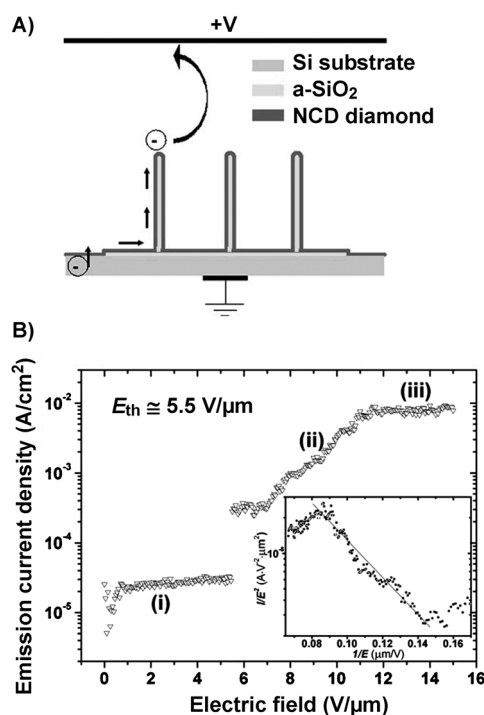 A)
+V
Si substrate
a-SiO₂
NCD diamond
-
-
B)
Emission current density (A/cm²)
10⁻²
10⁻³
10⁻⁴
10⁻⁵
E_th ≅ 5.5 V/µm
(i)
(ii)
(iii)
I/E² (A·V⁻²·µm²)
10⁻⁵
0.08 0.10 0.12 0.14 0.16
1/E (µm/V)
0 2 4 6 8 10 12 14 16
Electric field (V/µm)